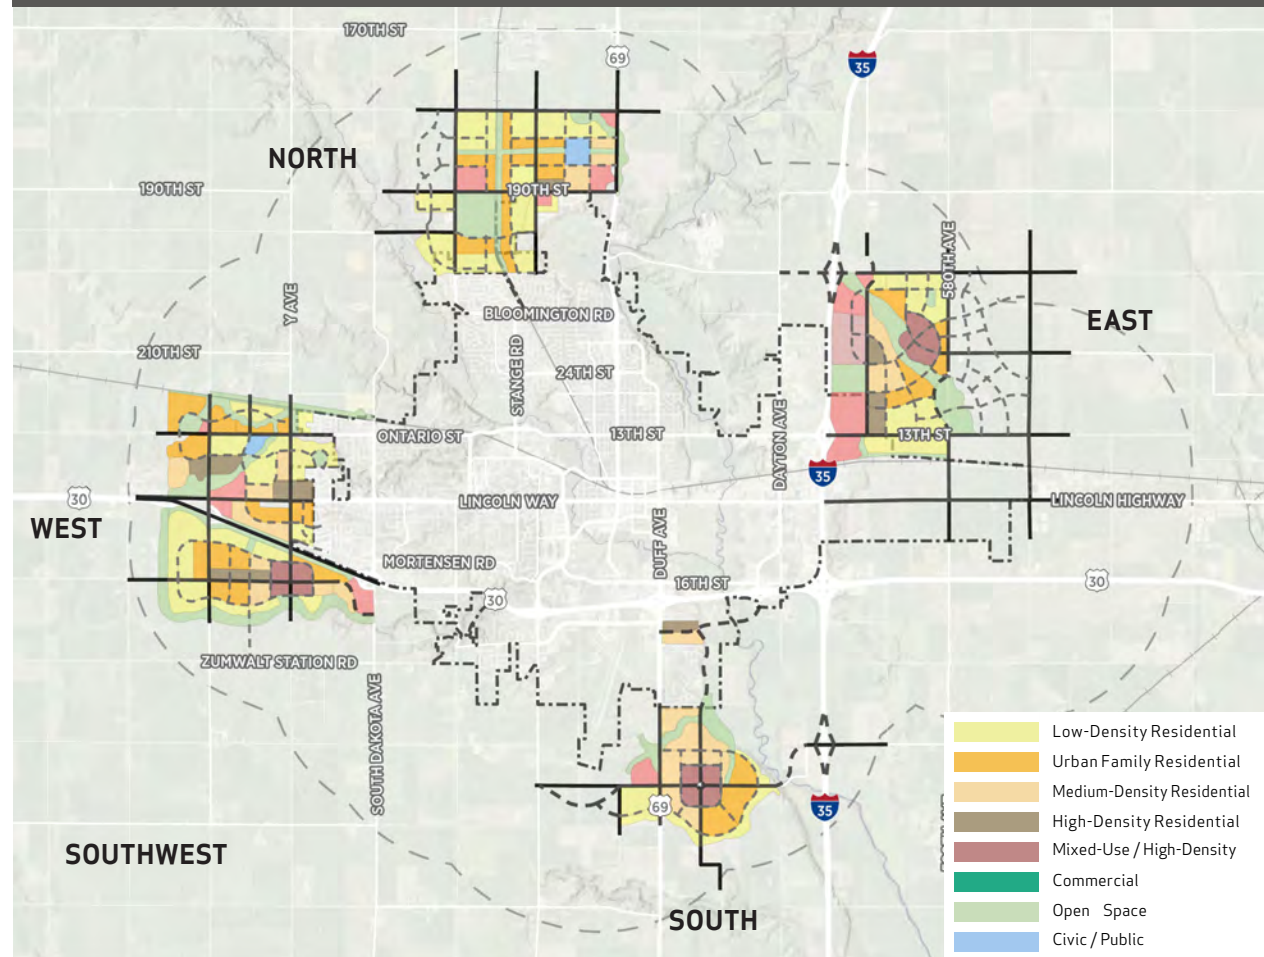 170TH ST
69
35
NORTH
190TH ST
190TH ST
580TH AVE
Y AVE
BLOOMINGTON RD
EAST
210TH ST
STANGE RD
24TH ST
ONTARIO ST
13TH ST
13TH ST
DAYTON AVE
35
30
LINCOLN WAY
LINCOLN HIGHWAY
WEST
DUFF AVE
MORTENSEN RD
16TH ST
30
30
ZUMWALT STATION RD
SOUTH DAKOTA AVE
69
35
SOUTHWEST
SOUTH
Low-Density Residential
Urban Family Residential
Medium-Density Residential
High-Density Residential
Mixed-Use / High-Density
Commercial
Open Space
Civic / Public